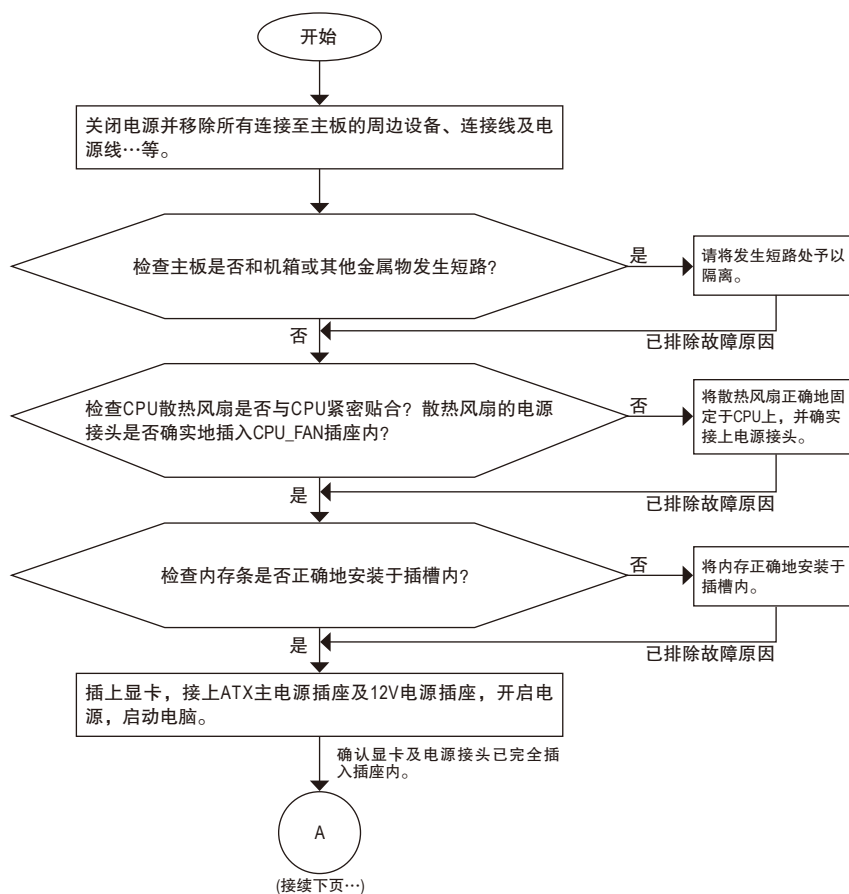 开始
关闭电源并移除所有连接至主板的周边设备、连接线及电
源线…等。
检查主板是否和机箱或其他金属物发生短路？
是
请将发生短路处予以
隔离。
否
已排除故障原因
检查CPU散热风扇是否与CPU紧密贴合？散热风扇的电源
接头是否确实地插入CPU_FAN插座内？
否
将散热风扇正确地固
定于CPU上，并确实
接上电源接头。
是
已排除故障原因
检查内存条是否正确地安装于插槽内？
否
将内存正确地安装于
插槽内。
是
已排除故障原因
插上显卡，接上ATX主电源插座及12V电源插座，开启电
源，启动电脑。
确认显卡及电源接头已完全插
入插座内。
A
(接续下页…)